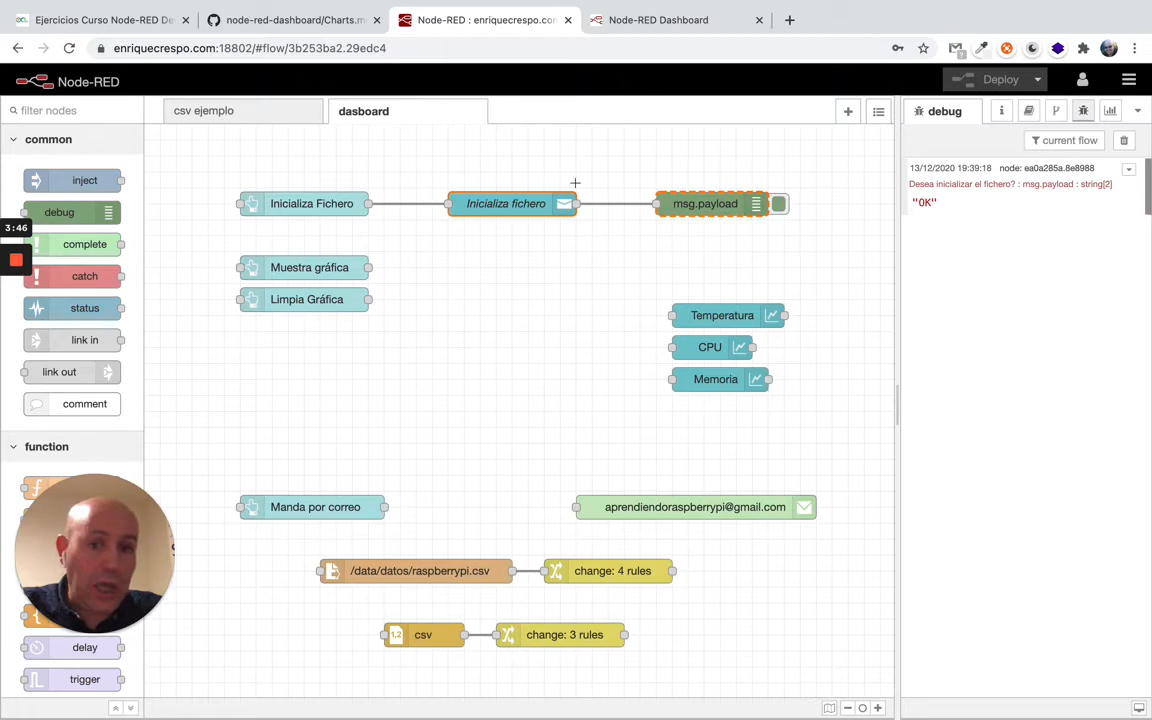 Ejercicios Curso Node-RED De
node-red-dashboard/Charts.m
Node-RED : enriquecrespo.con
Node-RED Dashboard
enriquecrespo.com:18802/#flow/3b253ba2.29edc4
Node-RED
Deploy
filter nodes
csv ejemplo
dasboard
debug
common
current flow
inject
debug
complete
catch
status
link in
link out
comment
function
delay
trigger
3:46
Inicializa Fichero
Inicializa fichero
msg.payload
Muestra gráfica
Limpia Gráfica
Temperatura
CPU
Memoria
Manda por correo
aprendiendoraspberrypi@gmail.com
/data/datos/raspberrypi.csv
change: 4 rules
1,2
csv
change: 3 rules
13/12/2020 19:39:18 node: ea0a285a.8e8988
Desea inicializar el fichero? : msg.payload : string[2]
"OK"